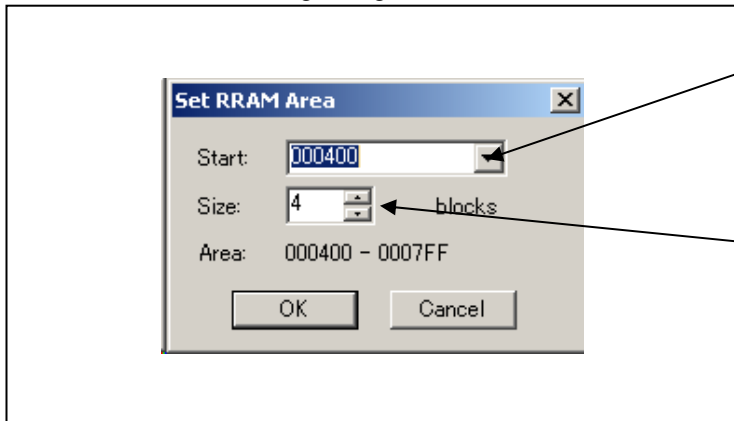 Set RRAM Area
Start: 000400
Size: 4 blocks
Area: 000400 - 0007FF
OK Cancel